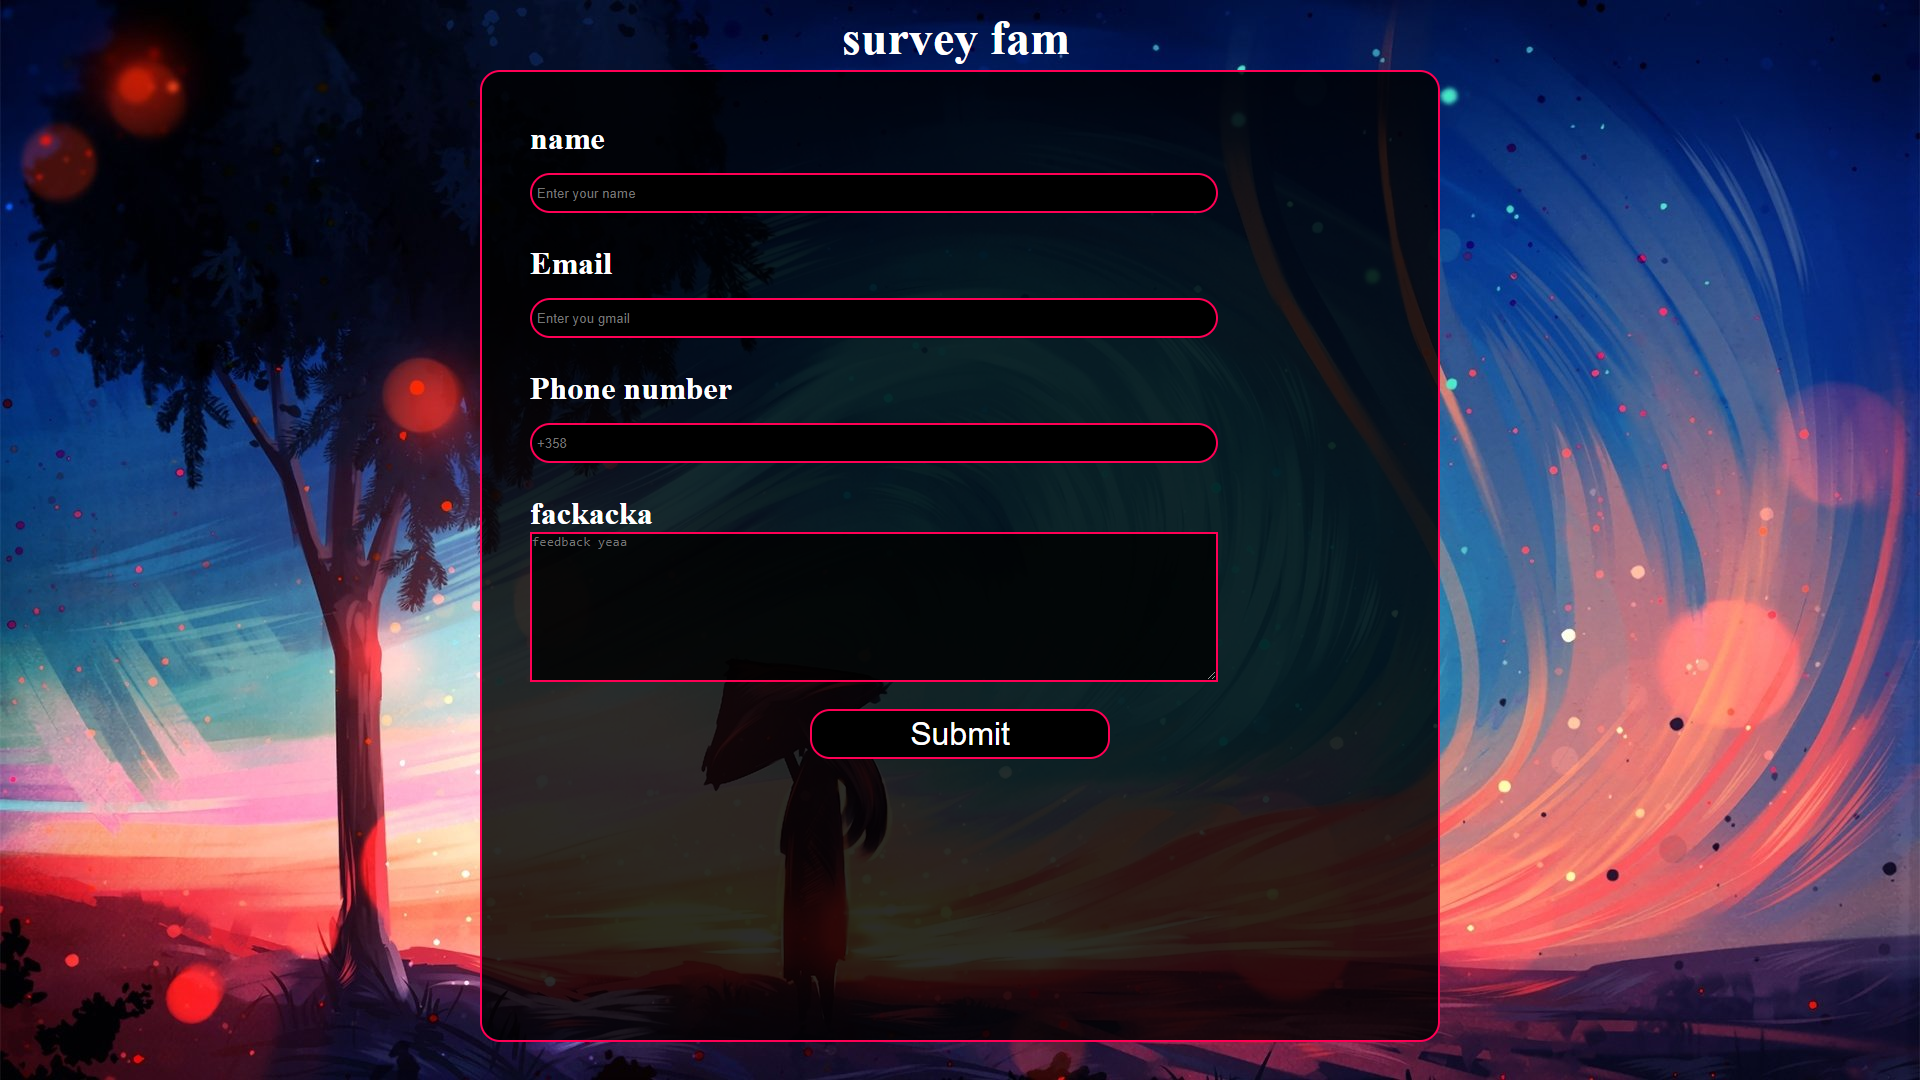 survey fam
name
Enter your name
Email
Enter you gmail
Phone number
+358
fackacka
feedback yeaa
Submit